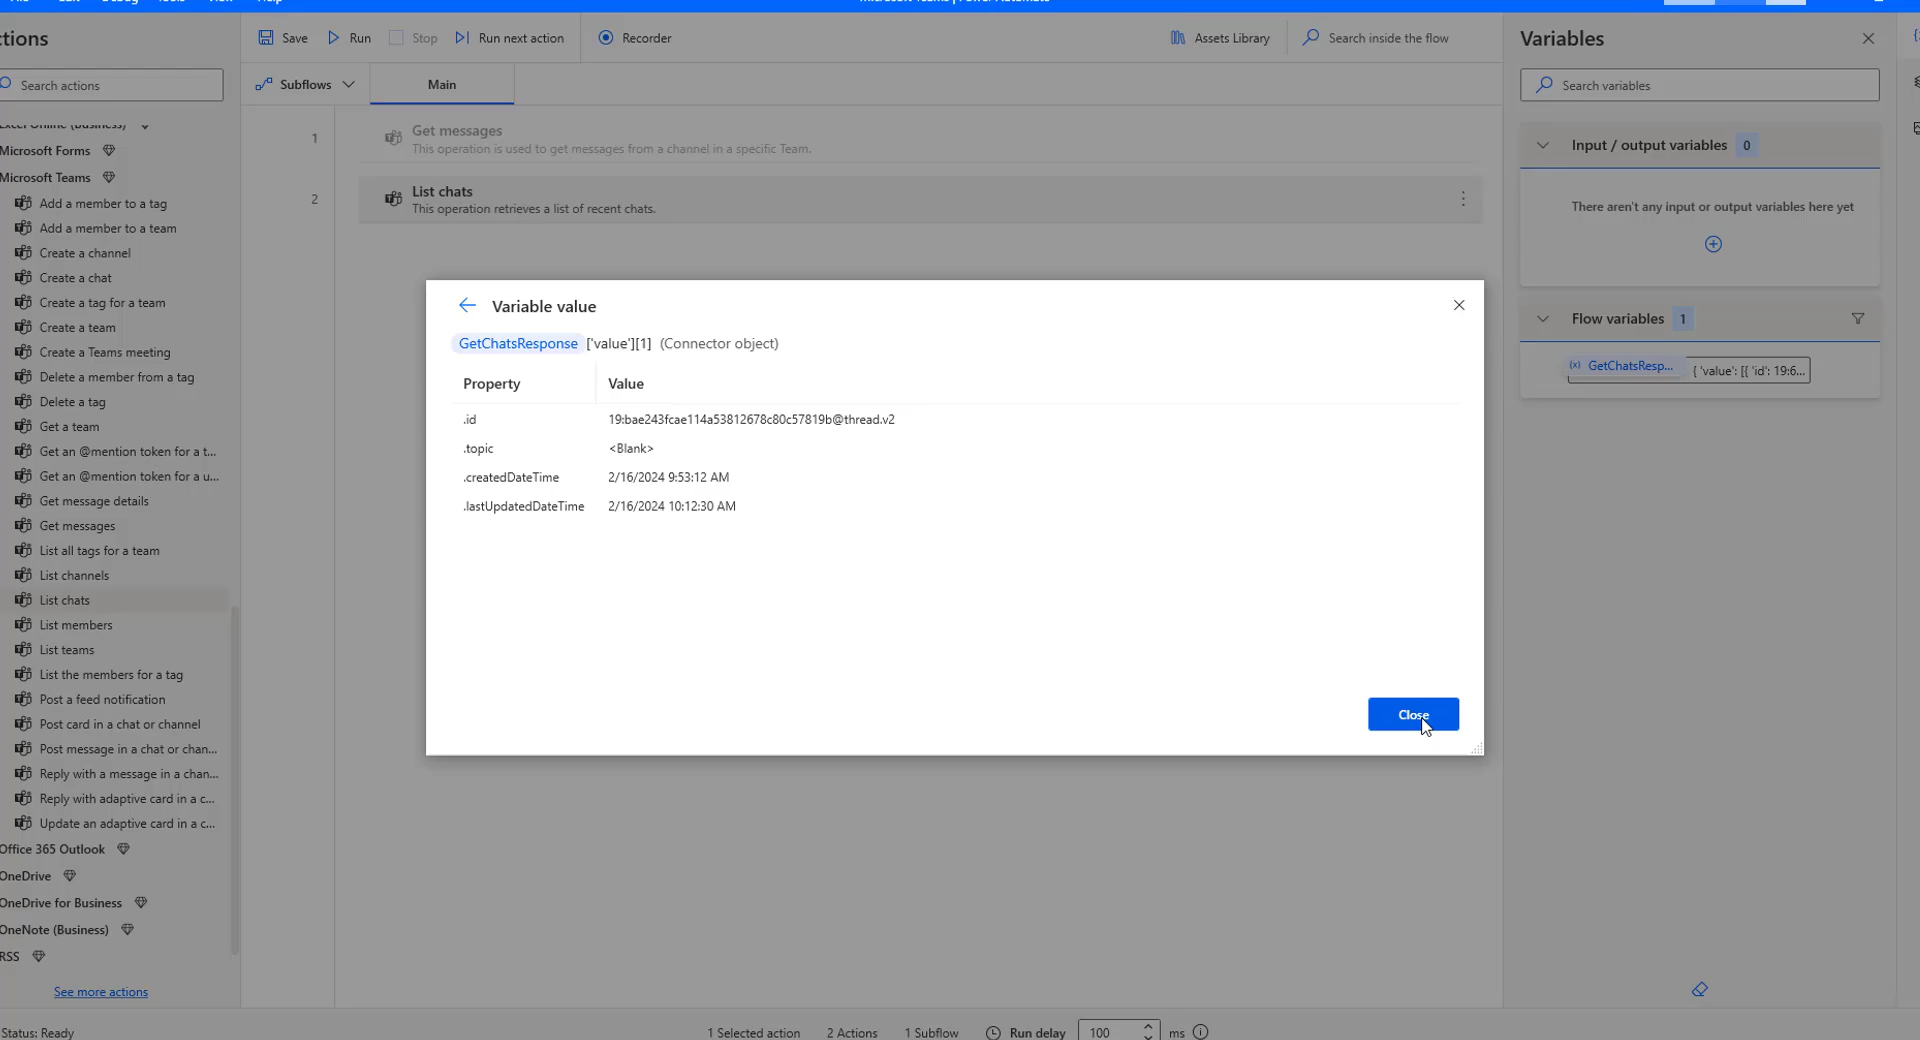 Save
Run
Stop
Run next action
Recorder
Assets Library
Search inside the flow
Variables
Search actions
Subflows
Main
Search variables
Microsoft Forms
Microsoft Teams
Add a member to a tag
Add a member to a team
Create a channel
Create a chat
Create a tag for a team
Create a team
Create a Teams meeting
Delete a member from a tag
Delete a tag
Get a team
Get an @mention token for a t...
Get an @mention token for a u...
Get message details
Get messages
List all tags for a team
List channels
List chats
List members
List teams
List the members for a tag
Post a feed notification
Post card in a chat or channel
Post message in a chat or chan...
Reply with a message in a chan...
Reply with adaptive card in a c...
Update an adaptive card in a c...
Office 365 Outlook
OneDrive
OneDrive for Business
OneNote (Business)
RSS
See more actions
1
Get messages
This operation is used to get messages from a channel in a specific Team.
2
List chats
This operation retrieves a list of recent chats.
Variable value
GetChatsResponse ['value'][1] (Connector object)
Property Value
.id 19:bae243fcae114a53812678c80c57819b@thread.v2
.topic <Blank>
.createdDateTime 2/16/2024 9:53:12 AM
.lastUpdatedDateTime 2/16/2024 10:12:30 AM
Close
Input / output variables 0
There aren't any input or output variables here yet
Flow variables 1
(x) GetChatsResp... { 'value': [[{ 'id': 19:6...
Status: Ready
1 Selected action
2 Actions
1 Subflow
Run delay 100 ms